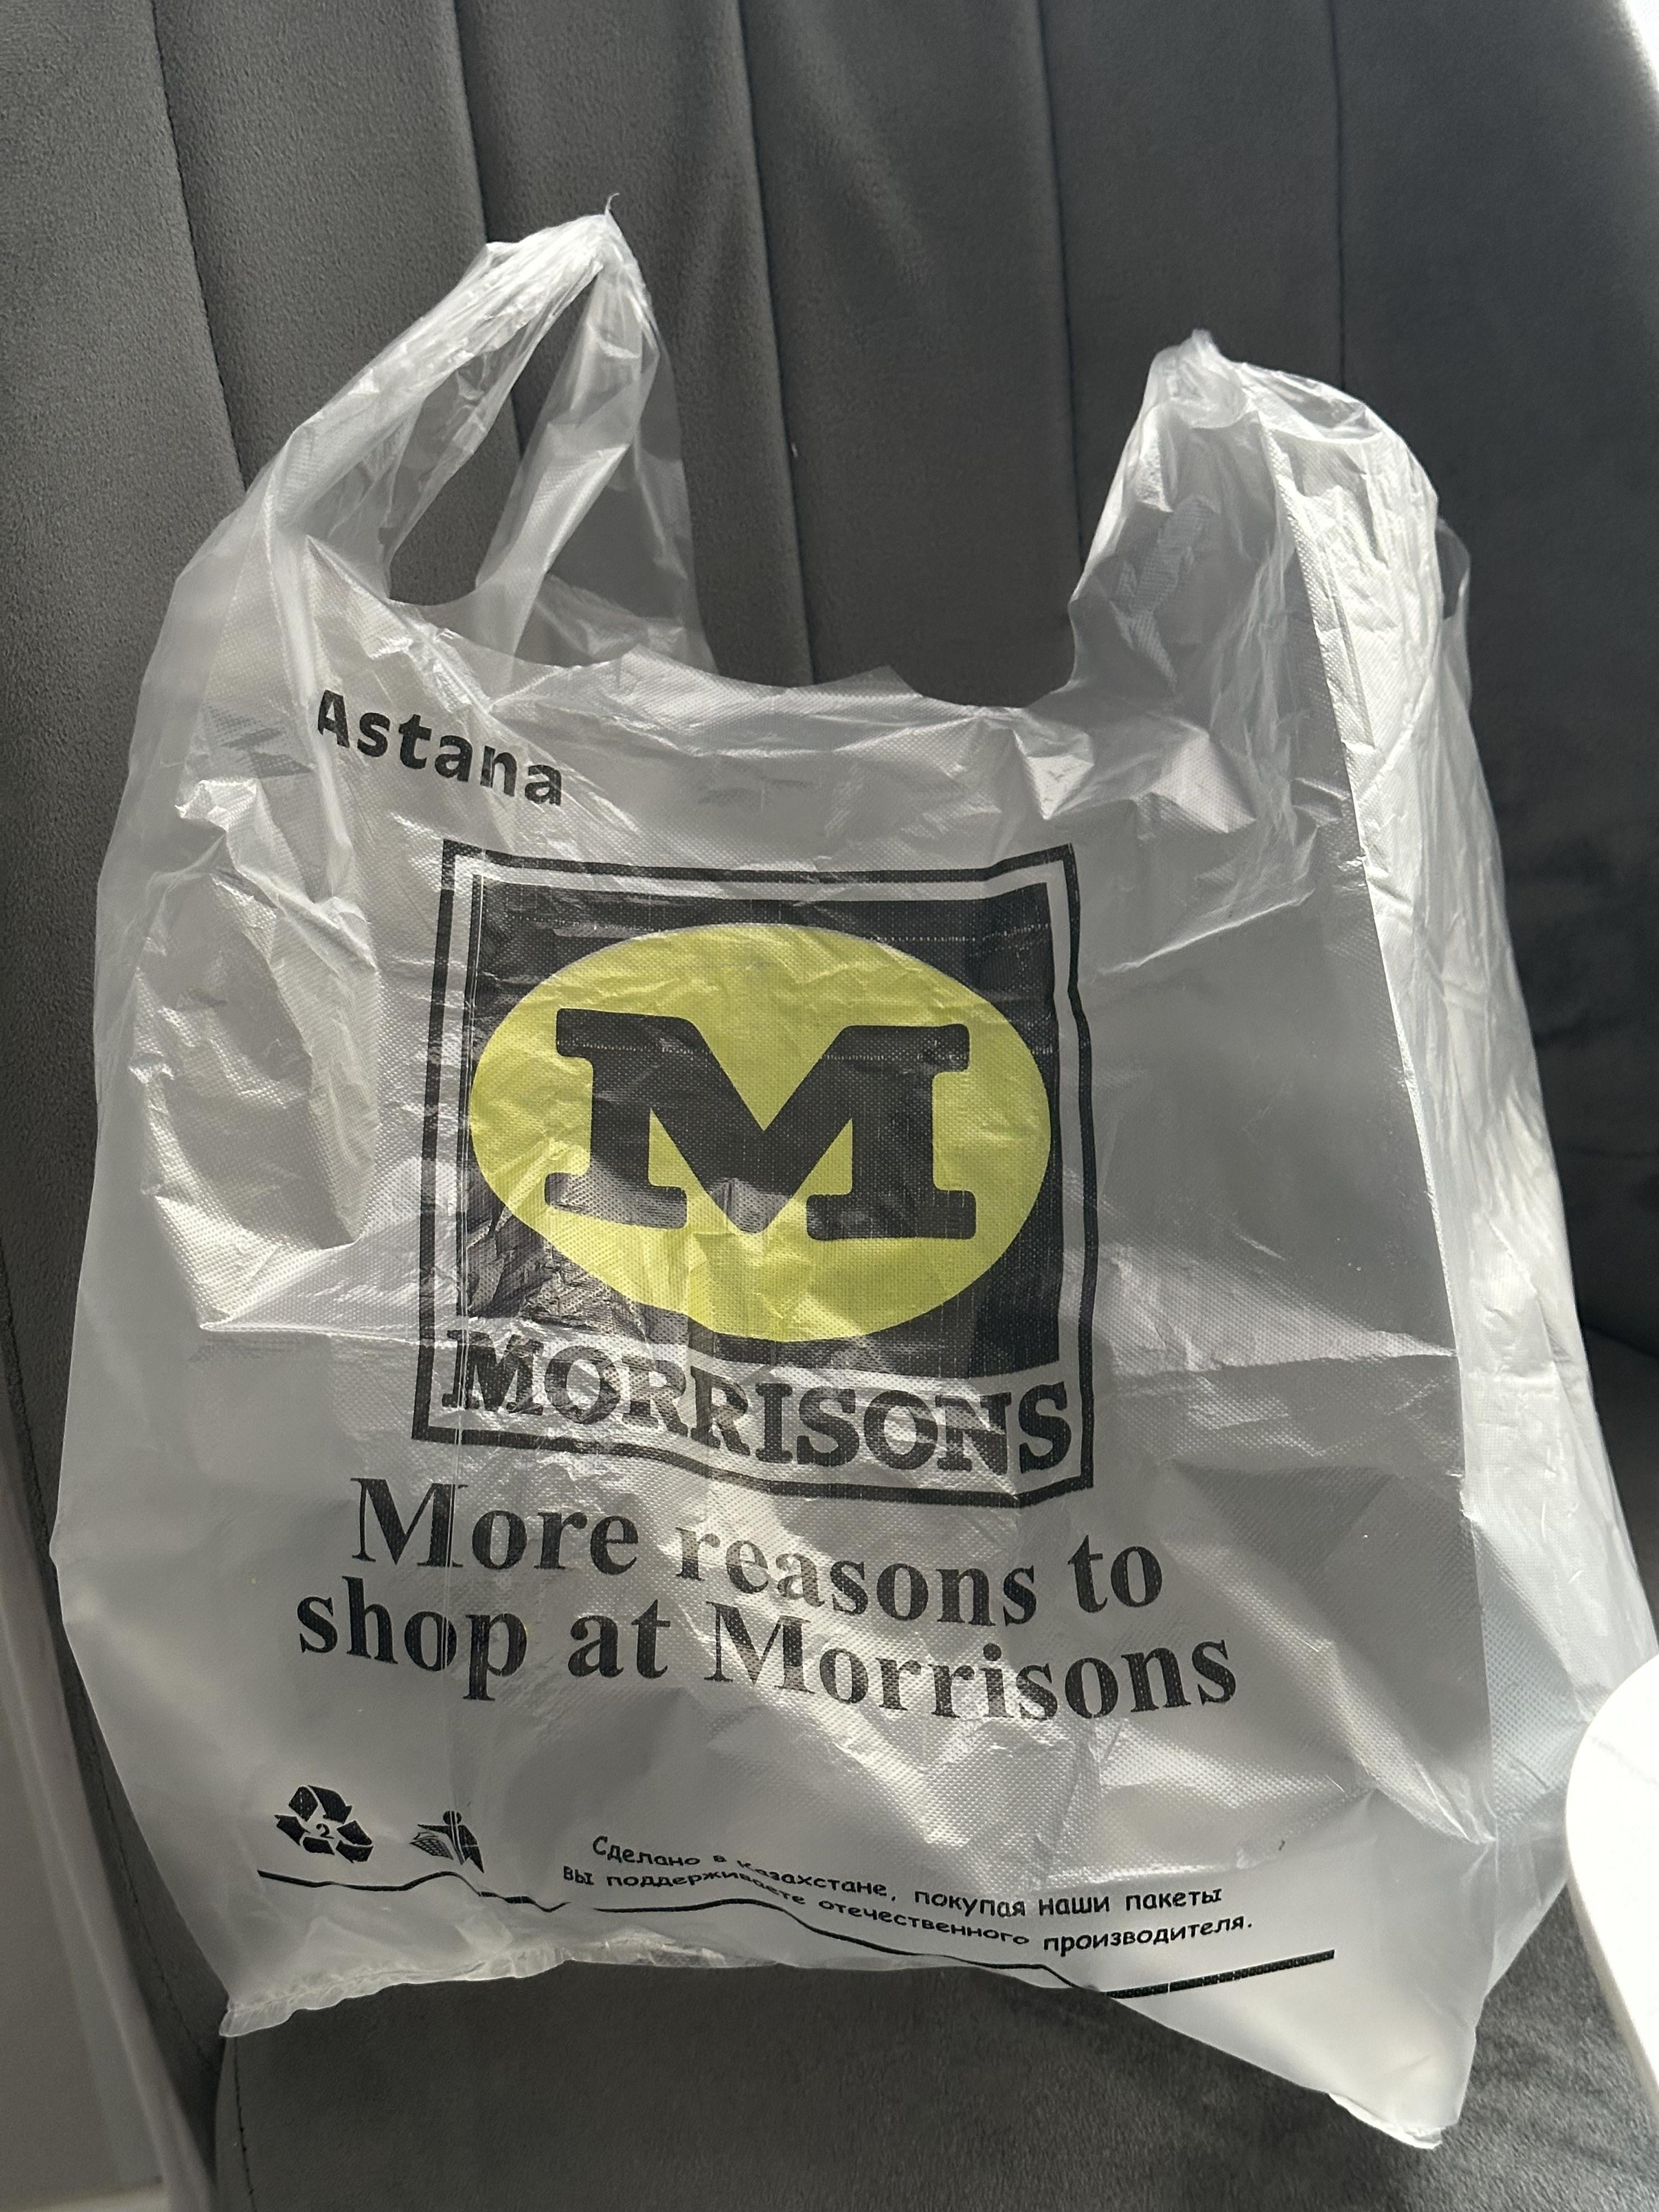 Astana
M
MORRISONS
More reasons to
shop at Morrisons
2
Сделано в Казахстане, покупая наши пакеты
вы поддерживаете отечественного производителя.